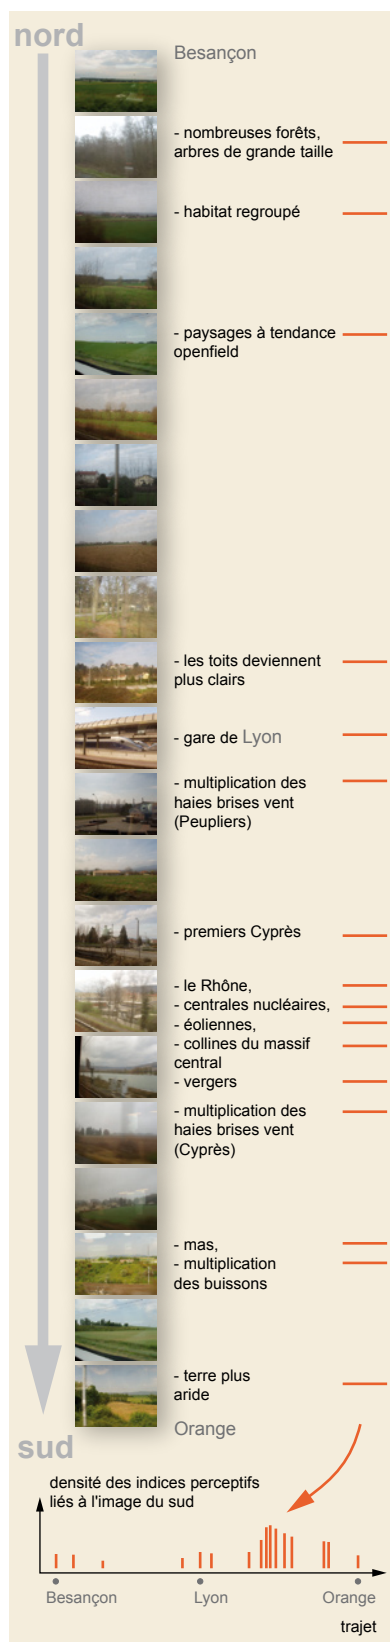 nord
Besançon
- nombreuses forêts,
arbres de grande taille
- habitat regroupé
- paysages à tendance
openfield
- les toits deviennent
plus clairs
- gare de Lyon
- multiplication des
haies brises vent
(Peupliers)
- premiers Cyprès
- le Rhône,
- centrales nucléaires,
- éoliennes,
- collines du massif
central
- vergers
- multiplication des
haies brises vent
(Cyprès)
- mas,
- multiplication
des buissons
- terre plus
aride
Orange
sud
densité des indices perceptifs
liés à l'image du sud
Besançon
Lyon
Orange
trajet